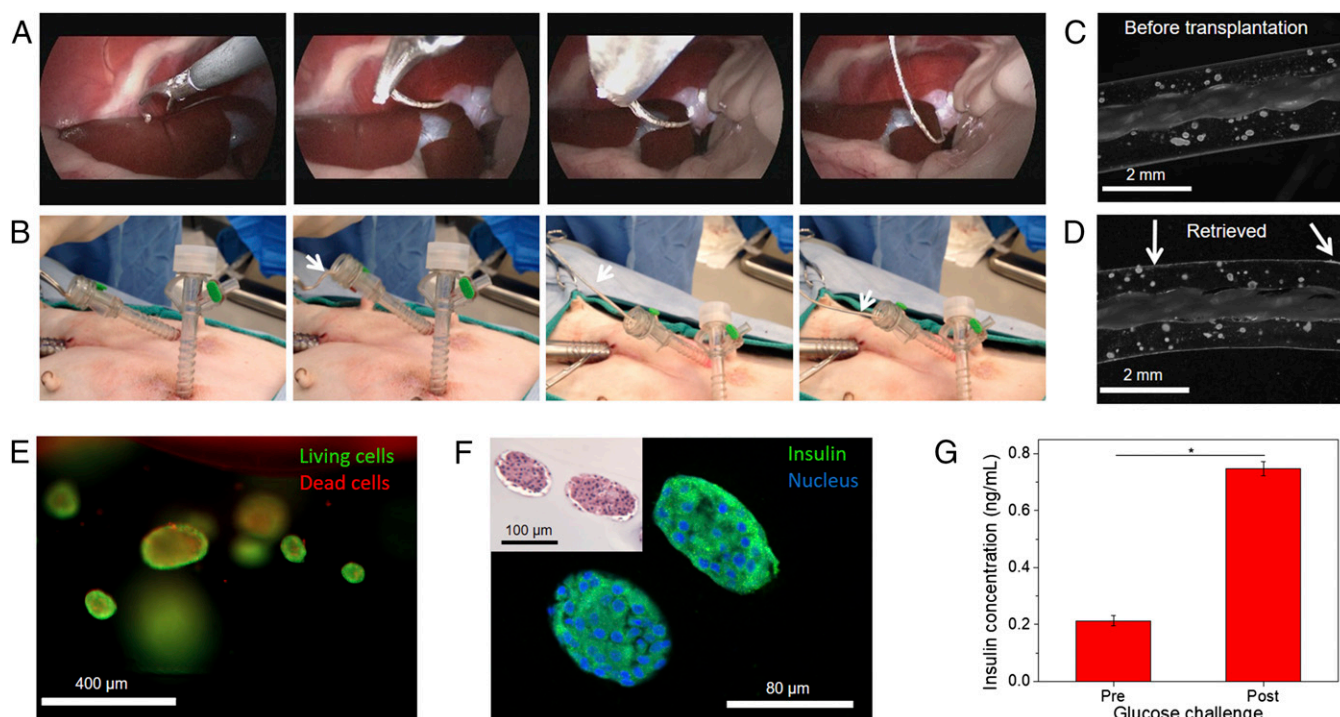 A
B
C
Before transplantation
2 mm
D
Retrieved
2 mm
E
Living cells
Dead cells
400 µm
F
100 µm
Insulin
Nucleus
80 µm
G
Insulin concentration (ng/mL)
0.8
0.6
0.4
0.2
0.0
*
Pre
Post
Glucose challenge